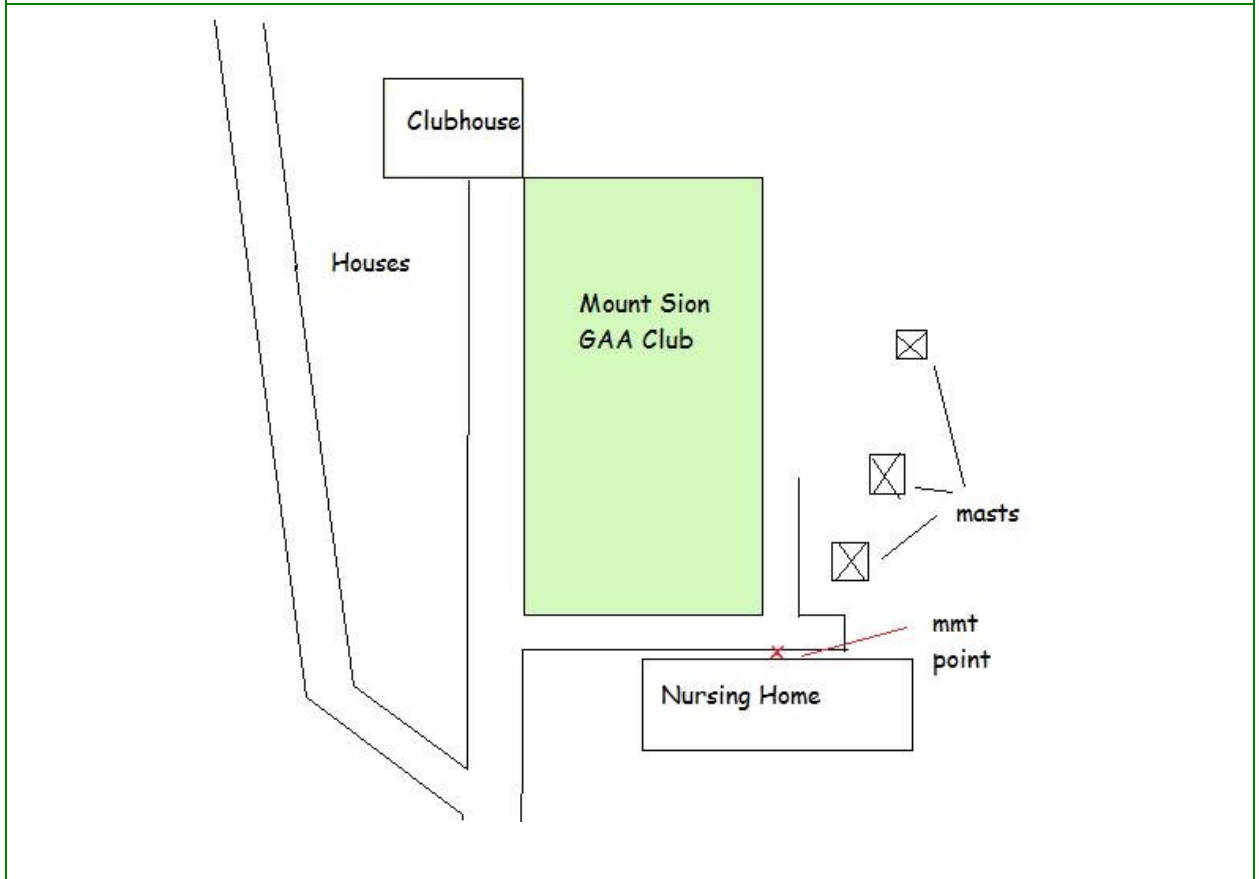 Clubhouse
Houses
Mount Sion
GAA Club
masts
mmt
point
Nursing Home